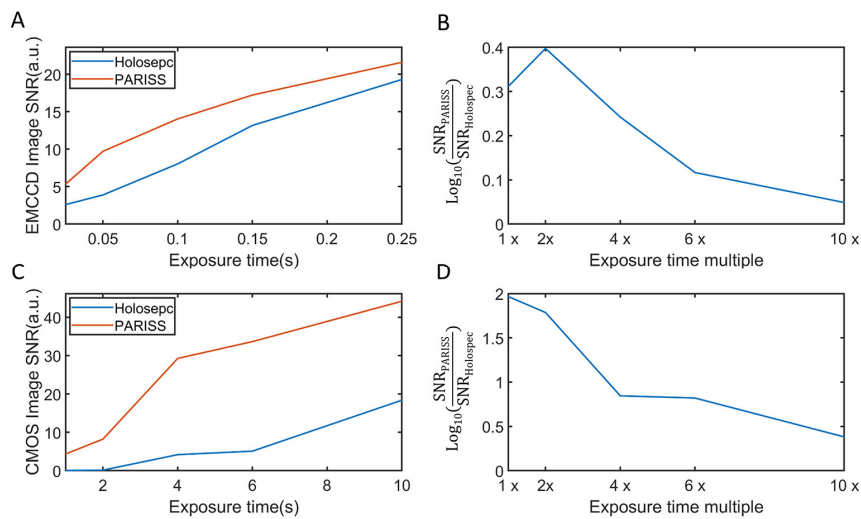 A
EMCCD Image SNR(a.u.)
20
15
10
5
0
Holosepc
PARISS
0.05 0.1 0.15 0.2 0.25
Exposure time(s)
B
Log10(SNRPARISS/SNRHolospec)
0.4
0.3
0.2
0.1
0
1 x 2x 4 x 6 x 10 x
Exposure time multiple
C
CMOS Image SNR(a.u.)
40
30
20
10
0
Holosepc
PARISS
2 4 6 8 10
Exposure time(s)
D
Log10(SNRPARISS/SNRHolospec)
2
1.5
1
0.5
0
1 x 2x 4 x 6 x 10 x
Exposure time multiple